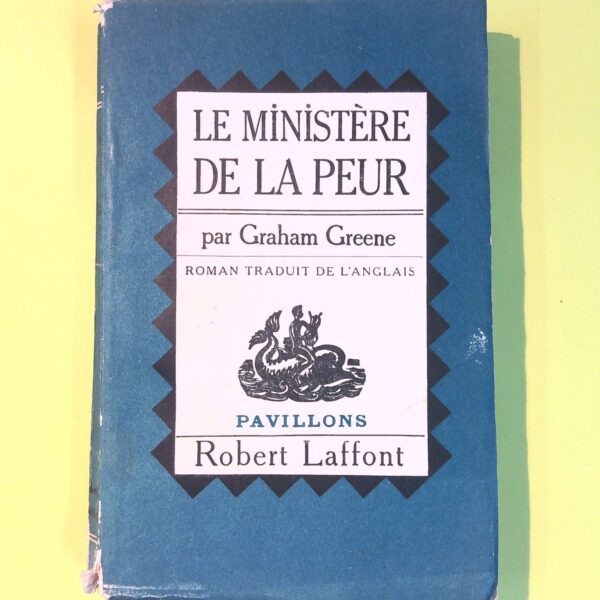 LE MINISTÈRE
DE LA PEUR
par Graham Greene
ROMAN TRADUIT DE L'ANGLAIS
PAVILLONS
Robert Laffont